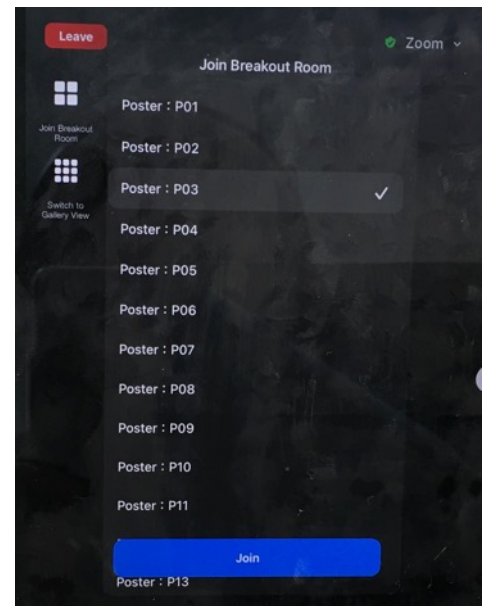 Leave
Zoom
Join Breakout Room
Join Breakout
Room
Switch to
Gallery View
Poster : P01
Poster : P02
Poster : P03
Poster : P04
Poster : P05
Poster : P06
Poster : P07
Poster : P08
Poster : P09
Poster : P10
Poster : P11
Join
Poster : P13